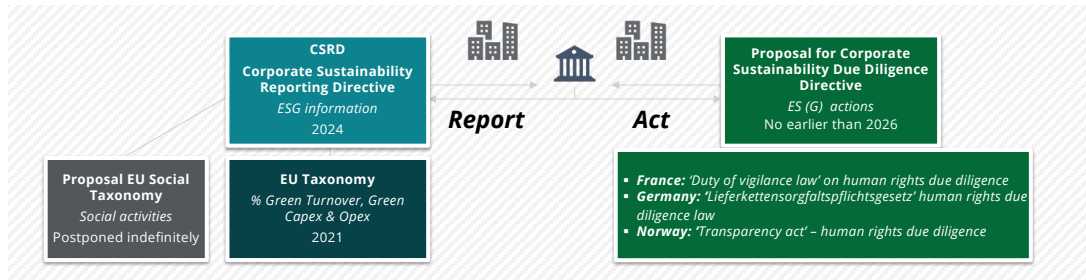 CSRD
Corporate Sustainability
Reporting Directive
ESG information
2024
Report
Act
Proposal for Corporate
Sustainability Due Diligence
Directive
ES (G) actions
No earlier than 2026
Proposal EU Social
Taxonomy
Social activities
Postponed indefinitely
EU Taxonomy
% Green Turnover, Green
Capex & Opex
2021
▪ France: ‘Duty of vigilance law’ on human rights due diligence
▪ Germany: ‘Lieferkettensorgfaltspflichtsgesetz’ human rights due
diligence law
▪ Norway: ‘Transparency act’ – human rights due diligence